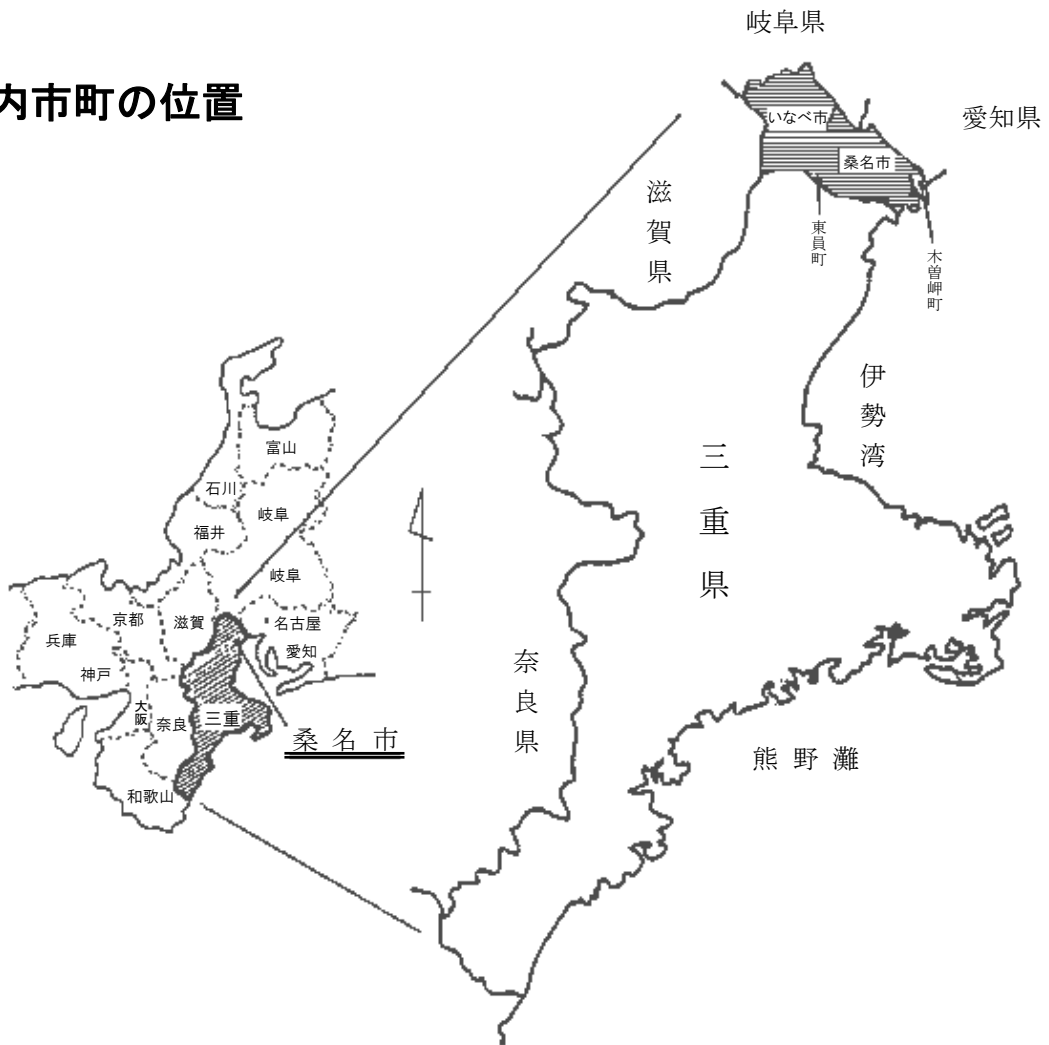 内市町の位置
岐阜県
愛知県
いなべ市
桑名市
滋賀県
東員町
木曽岬町
伊勢湾
三重県
奈良県
熊野灘
富山
石川
岐阜
福井
岐阜
京都
滋賀
名古屋
兵庫
愛知
神戸
大阪
奈良
三重
桑名市
和歌山